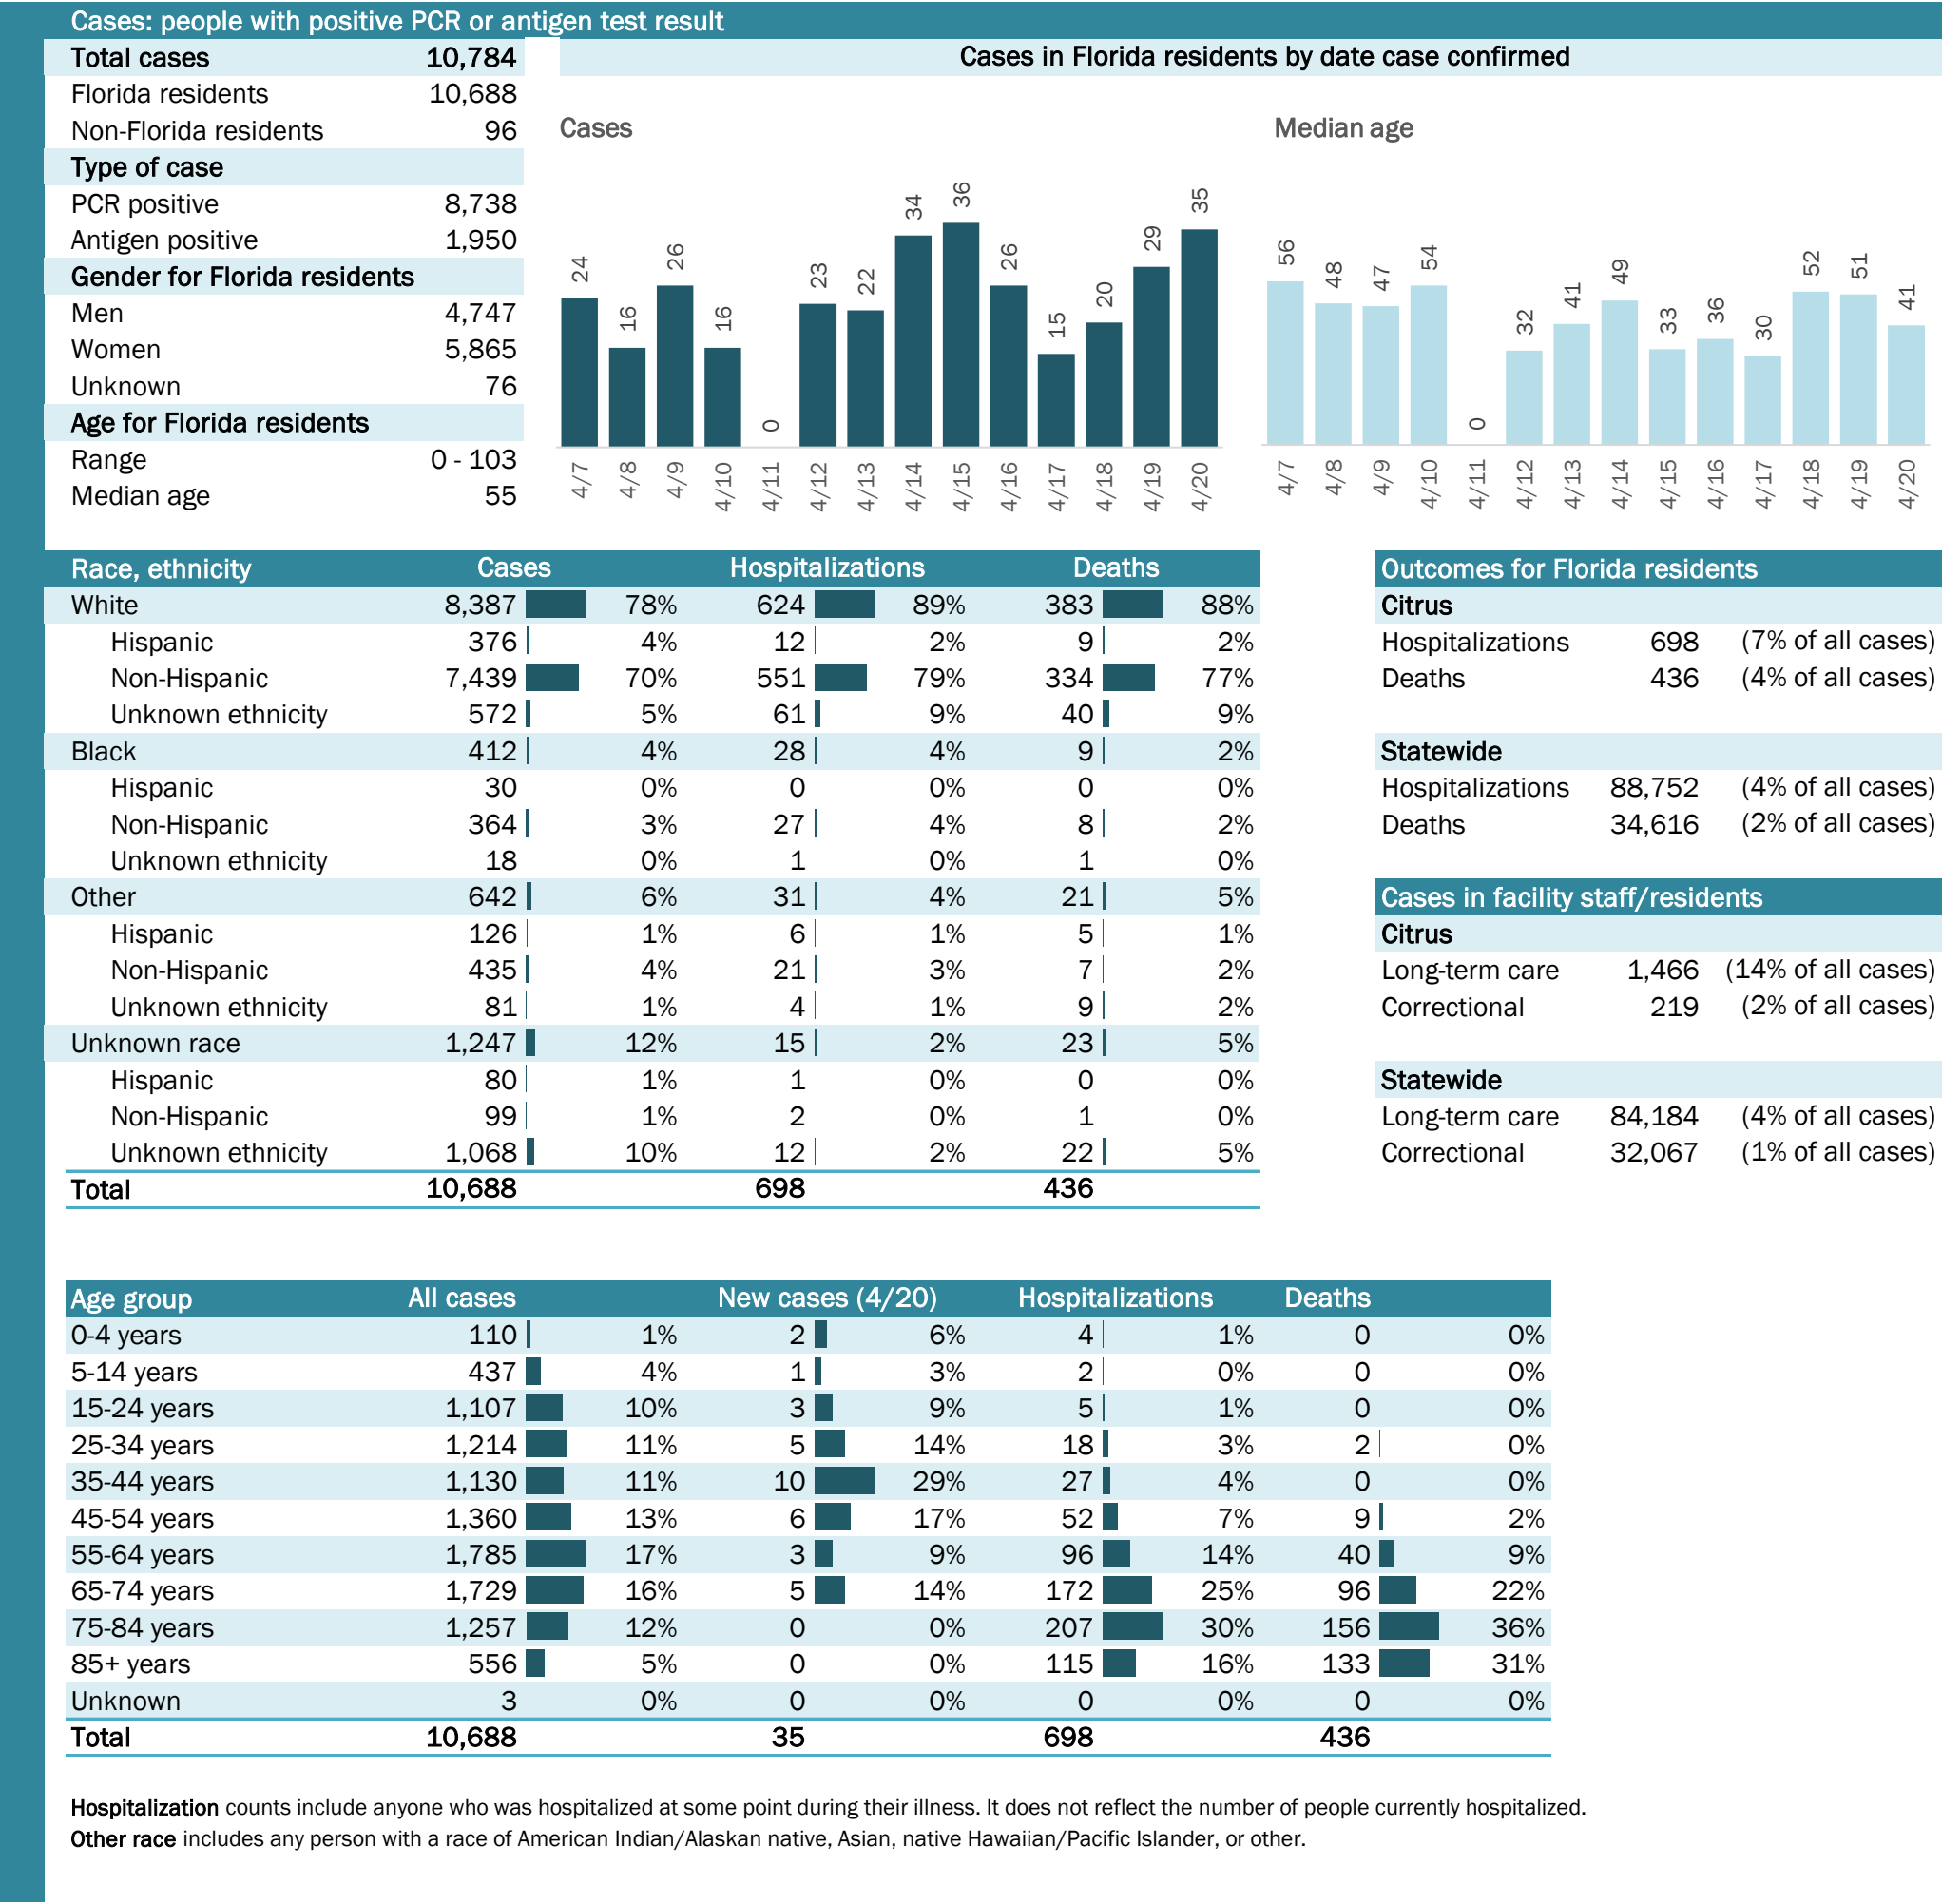 Cases: people with positive PCR or antigen test result
Total cases 10,784
Florida residents 10,688
Non-Florida residents 96
Type of case
PCR positive 8,738
Antigen positive 1,950
Gender for Florida residents
Men 4,747
Women 5,865
Unknown 76
Age for Florida residents
Range 0 - 103
Median age 55
Cases in Florida residents by date case confirmed
Cases
24 16 26 16 0 23 22 34 36 26 15 20 29 35
4/7 4/8 4/9 4/10 4/11 4/12 4/13 4/14 4/15 4/16 4/17 4/18 4/19 4/20
Median age
56 48 47 54 0 32 41 49 33 36 30 52 51 41
4/7 4/8 4/9 4/10 4/11 4/12 4/13 4/14 4/15 4/16 4/17 4/18 4/19 4/20
Race, ethnicity Cases Hospitalizations Deaths
White 8,387 78% 624 89% 383 88%
Hispanic 376 4% 12 2% 9 2%
Non-Hispanic 7,439 70% 551 79% 334 77%
Unknown ethnicity 572 5% 61 9% 40 9%
Black 412 4% 28 4% 9 2%
Hispanic 30 0% 0 0% 0 0%
Non-Hispanic 364 3% 27 4% 8 2%
Unknown ethnicity 18 0% 1 0% 1 0%
Other 642 6% 31 4% 21 5%
Hispanic 126 1% 6 1% 5 1%
Non-Hispanic 435 4% 21 3% 7 2%
Unknown ethnicity 81 1% 4 1% 9 2%
Unknown race 1,247 12% 15 2% 23 5%
Hispanic 80 1% 1 0% 0 0%
Non-Hispanic 99 1% 2 0% 1 0%
Unknown ethnicity 1,068 10% 12 2% 22 5%
Total 10,688 698 436
Outcomes for Florida residents
Citrus
Hospitalizations 698 (7% of all cases)
Deaths 436 (4% of all cases)
Statewide
Hospitalizations 88,752 (4% of all cases)
Deaths 34,616 (2% of all cases)
Cases in facility staff/residents
Citrus
Long-term care 1,466 (14% of all cases)
Correctional 219 (2% of all cases)
Statewide
Long-term care 84,184 (4% of all cases)
Correctional 32,067 (1% of all cases)
Age group All cases New cases (4/20) Hospitalizations Deaths
0-4 years 110 1% 2 6% 4 1% 0 0%
5-14 years 437 4% 1 3% 2 0% 0 0%
15-24 years 1,107 10% 3 9% 5 1% 0 0%
25-34 years 1,214 11% 5 14% 18 3% 2 0%
35-44 years 1,130 11% 10 29% 27 4% 0 0%
45-54 years 1,360 13% 6 17% 52 7% 9 2%
55-64 years 1,785 17% 3 9% 96 14% 40 9%
65-74 years 1,729 16% 5 14% 172 25% 96 22%
75-84 years 1,257 12% 0 0% 207 30% 156 36%
85+ years 556 5% 0 0% 115 16% 133 31%
Unknown 3 0% 0 0% 0 0% 0 0%
Total 10,688 35 698 436
Hospitalization counts include anyone who was hospitalized at some point during their illness. It does not reflect the number of people currently hospitalized.
Other race includes any person with a race of American Indian/Alaskan native, Asian, native Hawaiian/Pacific Islander, or other.